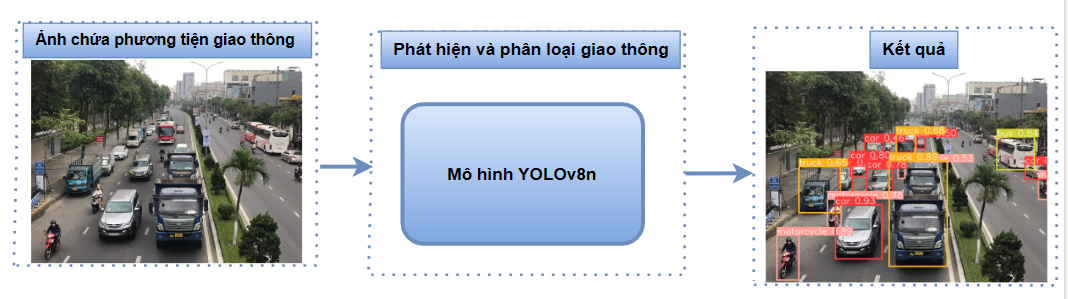 Ảnh chứa phương tiện giao thông
Phát hiện và phân loại giao thông
Kết quả
Mô hình YOLOv8n
truck 0.68
bus 0.84
car 0.80
truck 0.65
truck 0.89
0.53
car 0.93
motorcycle 0.89